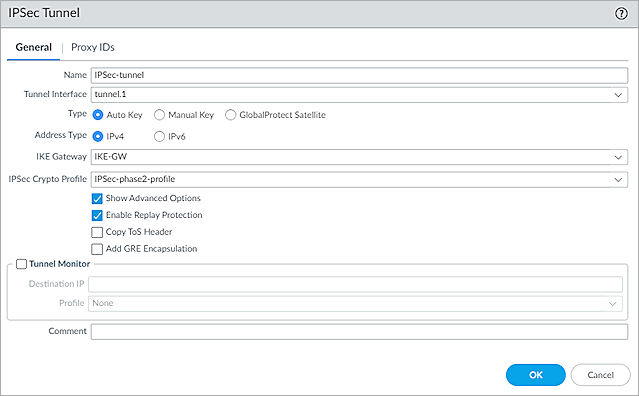 IPSec Tunnel
General
Proxy IDs
Name IPSec-tunnel
Tunnel Interface tunnel.1
Type Auto Key Manual Key GlobalProtect Satellite
Address Type IPv4 IPv6
IKE Gateway IKE-GW
IPSec Crypto Profile IPSec-phase2-profile
Show Advanced Options
Enable Replay Protection
Copy ToS Header
Add GRE Encapsulation
Tunnel Monitor
Destination IP
Profile None
Comment
OK Cancel